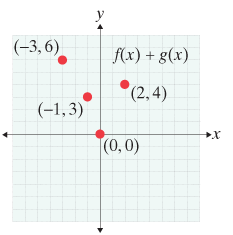 y
(−3, 6)
f(x) + g(x)
(2, 4)
(−1, 3)
x
(0, 0)